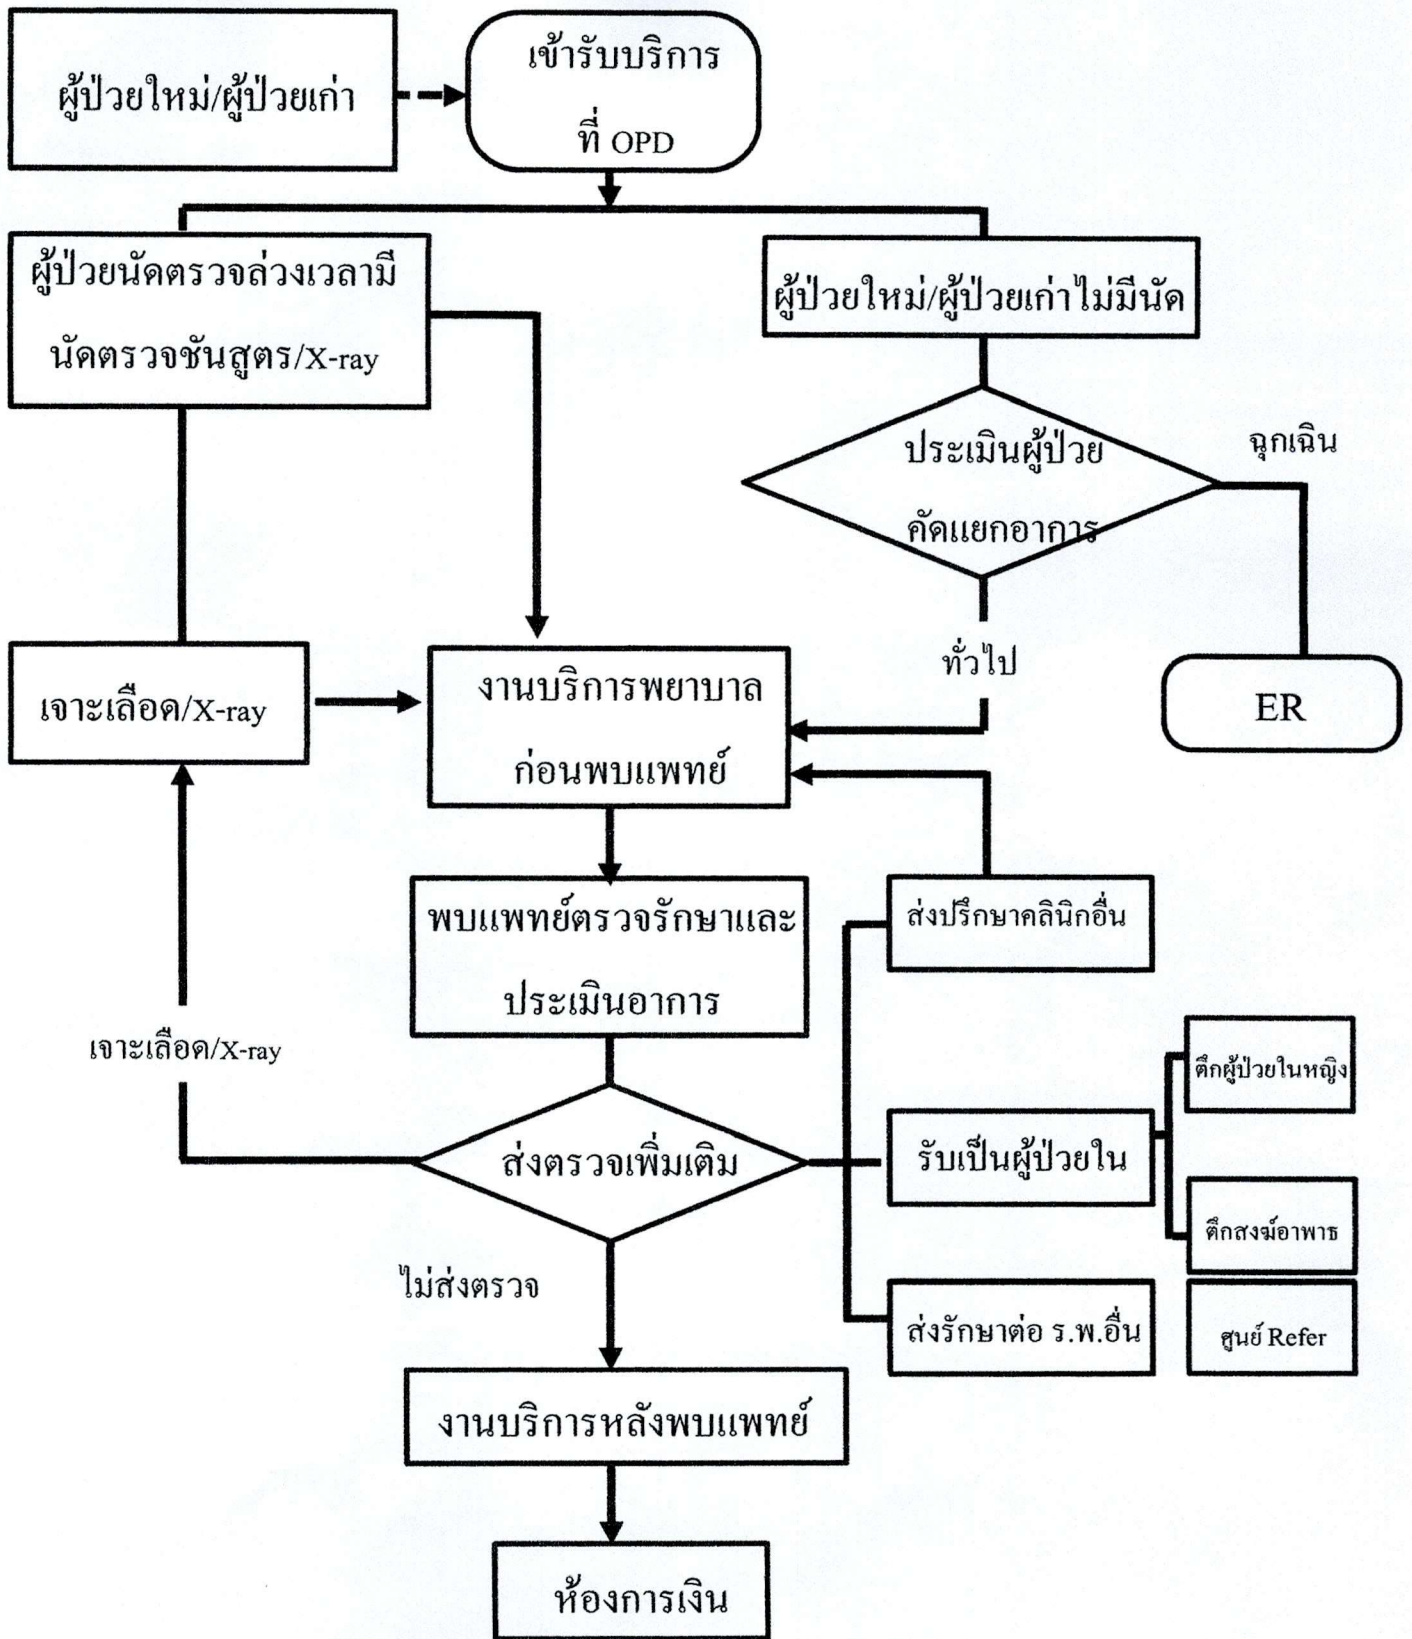 ผู้ป่วยใหม่/ผู้ป่วยเก่า
เข้ารับบริการ
ที่ OPD
ผู้ป่วยนัดตรวจล่วงเวลามี
นัดตรวจชันสูตร/X-ray
ผู้ป่วยใหม่/ผู้ป่วยเก่าไม่มีนัด
ประเมินผู้ป่วย
คัดแยกอาการ
ฉุกเฉิน
ทั่วไป
ER
เจาะเลือด/X-ray
งานบริการพยาบาล
ก่อนพบแพทย์
พบแพทย์ตรวจรักษาและ
ประเมินอาการ
ส่งปรึกษาคลินิกอื่น
เจาะเลือด/X-ray
ตึกผู้ป่วยในหญิง
ส่งตรวจเพิ่มเติม
รับเป็นผู้ป่วยใน
ตึกสงฆ์อาพาธ
ไม่ส่งตรวจ
ส่งรักษาต่อ ร.พ.อื่น
ศูนย์ Refer
งานบริการหลังพบแพทย์
ห้องการเงิน